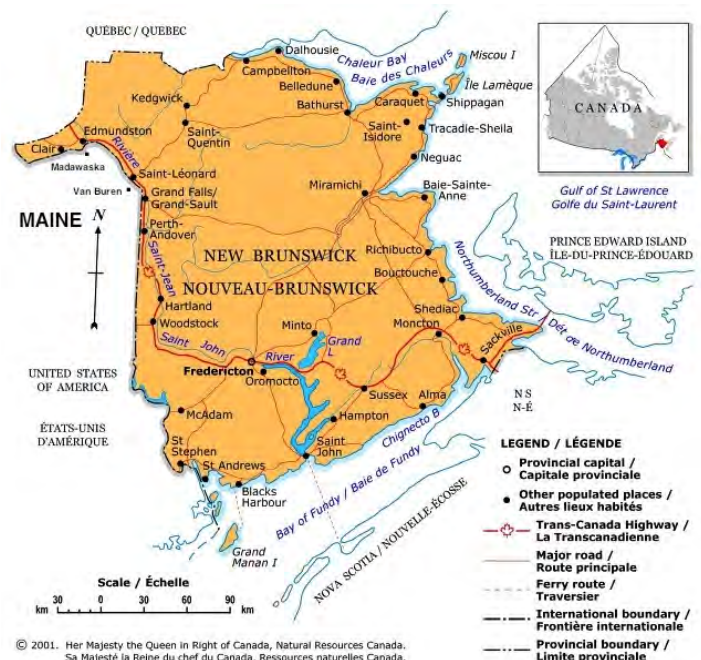 QUÉBEC / QUEBEC
Dalhousie
Campbellton
Chaleur Bay
Baie des Chaleurs
Miscou I
Île Lamèque
Belledune
Kedgwick
Bathurst
Caraquet
Shippagan
CANADA
Saint-
Quentin
Saint-
Isidore
Tracadie-Sheila
Edmundston
Clair
Rivière
Neguac
Madawaska
Saint-Léonard
Van Buren
Grand Falls/
Grand-Sault
Miramichi
Baie-Sainte-
Anne
Gulf of St Lawrence
Golfe du Saint-Laurent
MAINE
N
Perth-
Andover
Saint-Jean
NEW BRUNSWICK
NOUVEAU-BRUNSWICK
Richibucto
Bouctouche
PRINCE EDWARD ISLAND
ÎLE-DU-PRINCE-ÉDOUARD
Northumberland Str
Dét de Northumberland
Hartland
Woodstock
Minto
Grand
L
Shediac
Moncton
Sackville
Saint John
River
Fredericton
Oromocto
UNITED STATES
OF AMERICA
ÉTATS-UNIS
D'AMÉRIQUE
Sussex
Alma
N S
N-É
McAdam
Hampton
Chignecto B
St
Stephen
St Andrews
Saint
John
Blacks
Harbour
Bay of Fundy / Baie de Fundy
Grand
Manan I
NOVA SCOTIA / NOUVELLE-ÉCOSSE
LEGEND / LÉGENDE
Provincial capital /
Capitale provinciale
Other populated places /
Autres lieux habités
Trans-Canada Highway /
La Transcanadienne
Major road /
Route principale
Ferry route /
Traversier
International boundary /
Frontière internationale
Provincial boundary /
Limite provinciale
Scale / Échelle
km 30 0 30 60 90 km
© 2001. Her Majesty the Queen in Right of Canada, Natural Resources Canada.
Sa Majesté la Reine du chef du Canada, Ressources naturelles Canada.